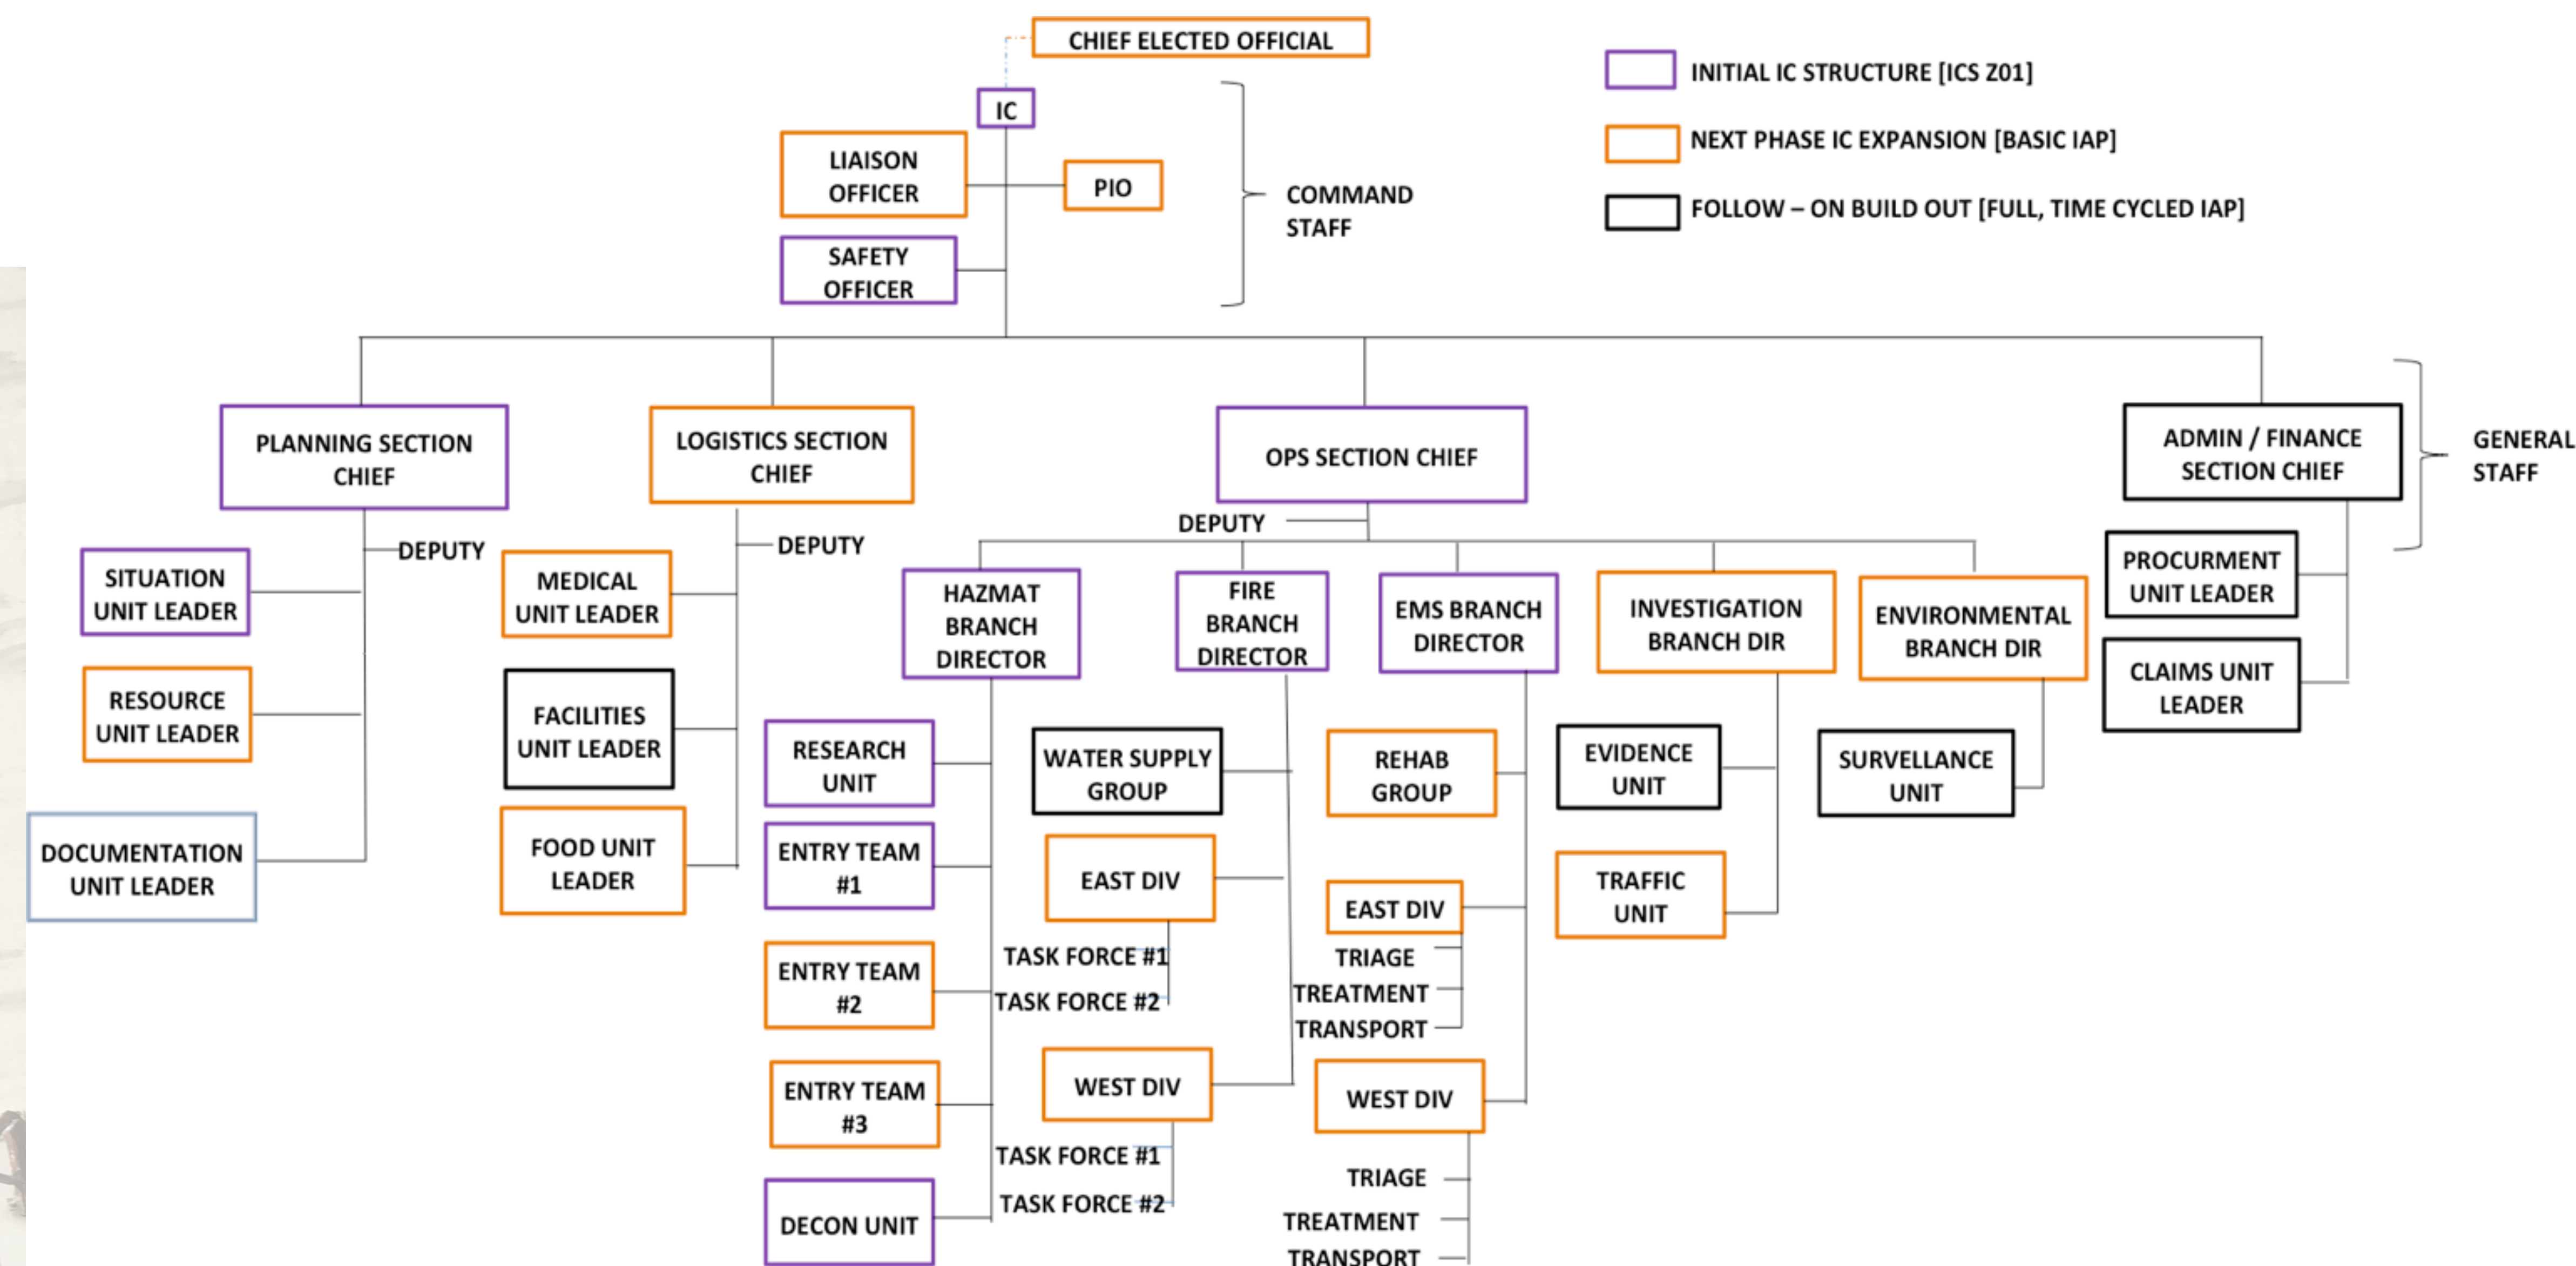 CHIEF ELECTED OFFICIAL
IC
LIAISON
OFFICER
PIO
SAFETY
OFFICER
COMMAND
STAFF
INITIAL IC STRUCTURE [ICS Z01]
NEXT PHASE IC EXPANSION [BASIC IAP]
FOLLOW – ON BUILD OUT [FULL, TIME CYCLED IAP]
PLANNING SECTION
CHIEF
LOGISTICS SECTION
CHIEF
OPS SECTION CHIEF
ADMIN / FINANCE
SECTION CHIEF
GENERAL
STAFF
DEPUTY
SITUATION
UNIT LEADER
RESOURCE
UNIT LEADER
DOCUMENTATION
UNIT LEADER
DEPUTY
MEDICAL
UNIT LEADER
FACILITIES
UNIT LEADER
FOOD UNIT
LEADER
DEPUTY
HAZMAT
BRANCH
DIRECTOR
RESEARCH
UNIT
ENTRY TEAM
#1
ENTRY TEAM
#2
ENTRY TEAM
#3
DECON UNIT
FIRE
BRANCH
DIRECTOR
WATER SUPPLY
GROUP
EAST DIV
TASK FORCE #1
TASK FORCE #2
WEST DIV
TASK FORCE #1
TASK FORCE #2
EMS BRANCH
DIRECTOR
REHAB
GROUP
EAST DIV
TRIAGE
TREATMENT
TRANSPORT
WEST DIV
TRIAGE
TREATMENT
TRANSPORT
INVESTIGATION
BRANCH DIR
EVIDENCE
UNIT
TRAFFIC
UNIT
ENVIRONMENTAL
BRANCH DIR
SURVELLANCE
UNIT
PROCURMENT
UNIT LEADER
CLAIMS UNIT
LEADER